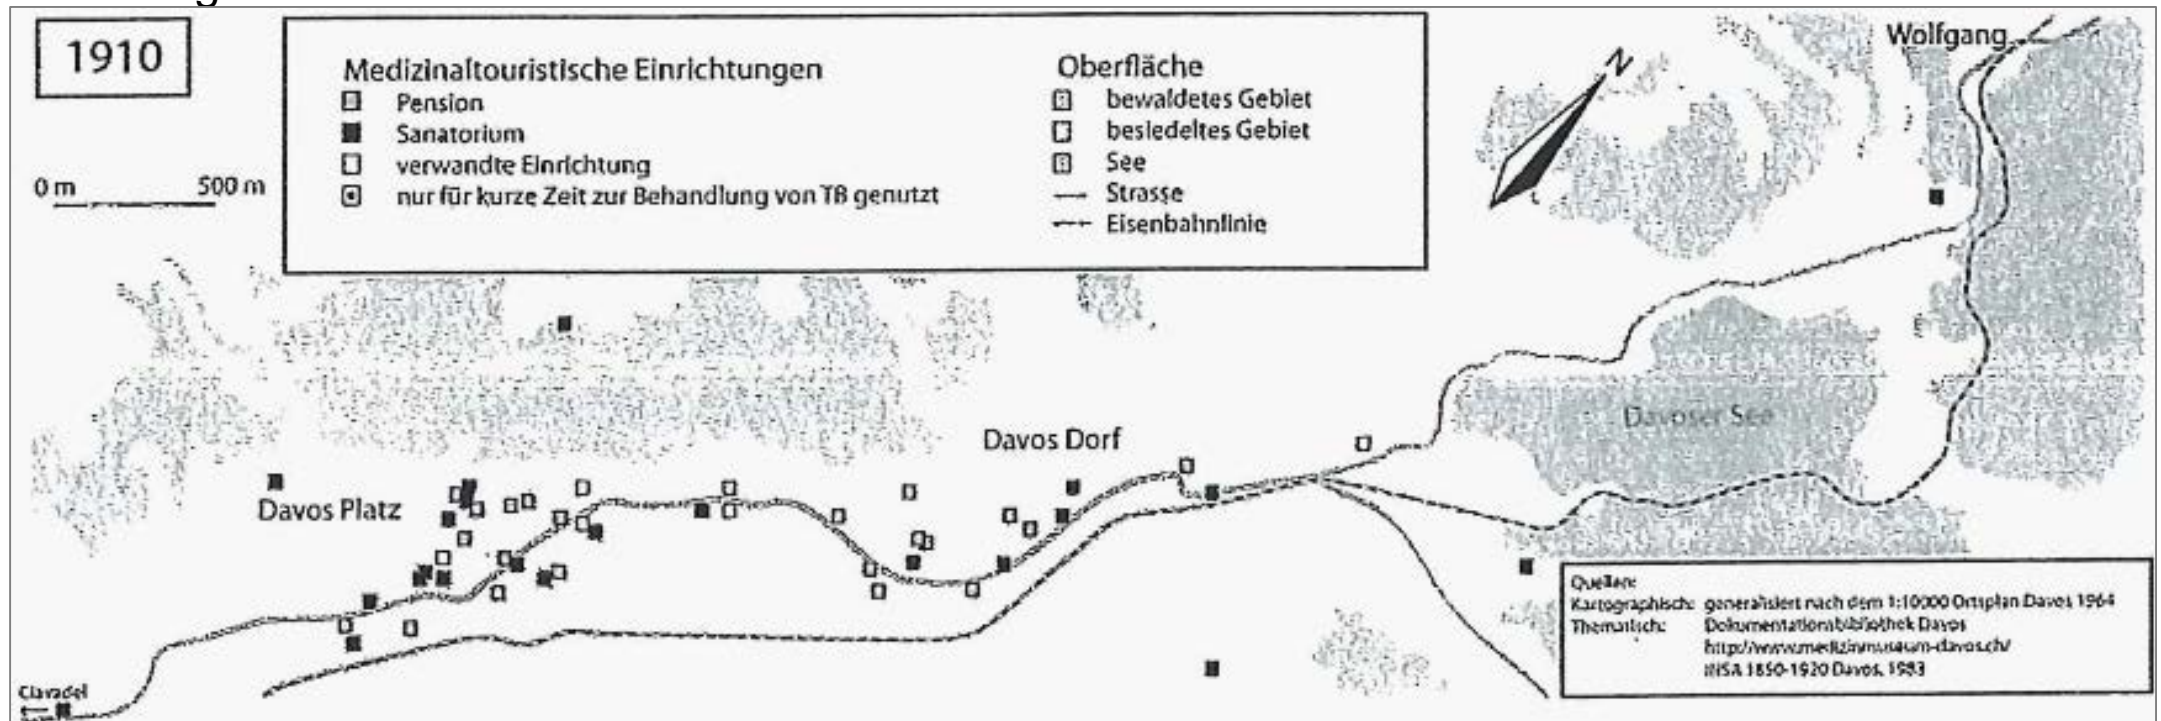 1910
0 m 500 m
Medizinaltouristische Einrichtungen
Pension
Sanatorium
verwandte Einrichtung
nur für kurze Zeit zur Behandlung von TB genutzt
Oberfläche
bewaldetes Gebiet
besiedeltes Gebiet
See
Strasse
Eisenbahnlinie
N
Wolfgang
Davoser See
Davos Dorf
Davos Platz
Clavadel
Quellen:
Kartographisch: generalisiert nach dem 1:10000 Ortsplan Davos 1964
Thematisch: Dokumentationsbibliothek Davos
http://www.medizinmuseum-davos.ch/
INSA 1850-1920 Davos, 1983